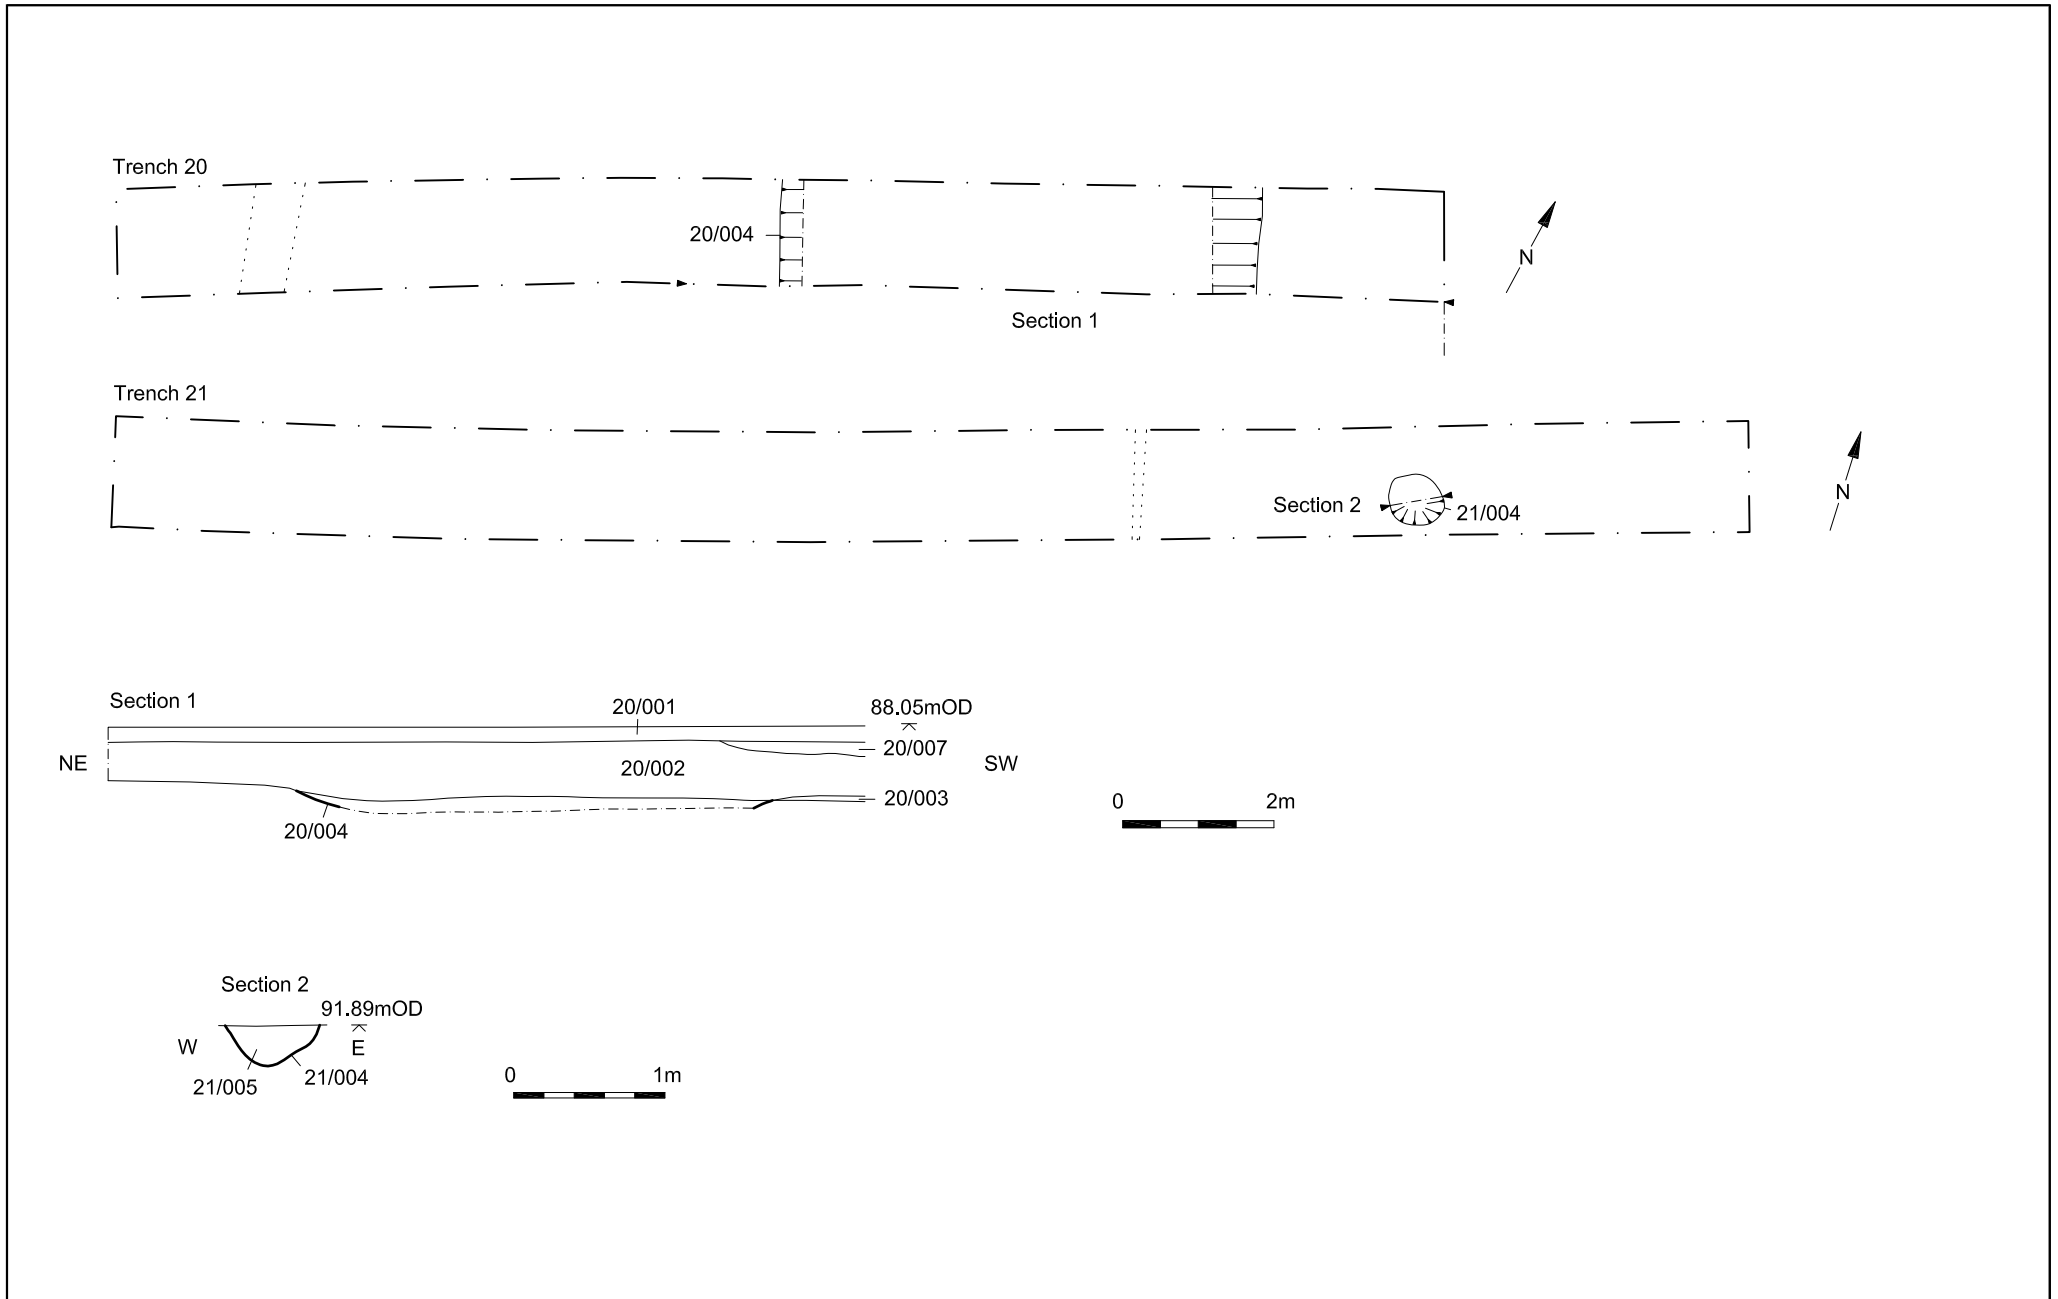 Trench 20
20/004
N
Section 1
Trench 21
Section 2
21/004
N
Section 1
20/001
88.05mOD
20/007
NE
20/002
SW
20/003
0 2m
20/004
Section 2
91.89mOD
W
E
21/005
21/004
0 1m